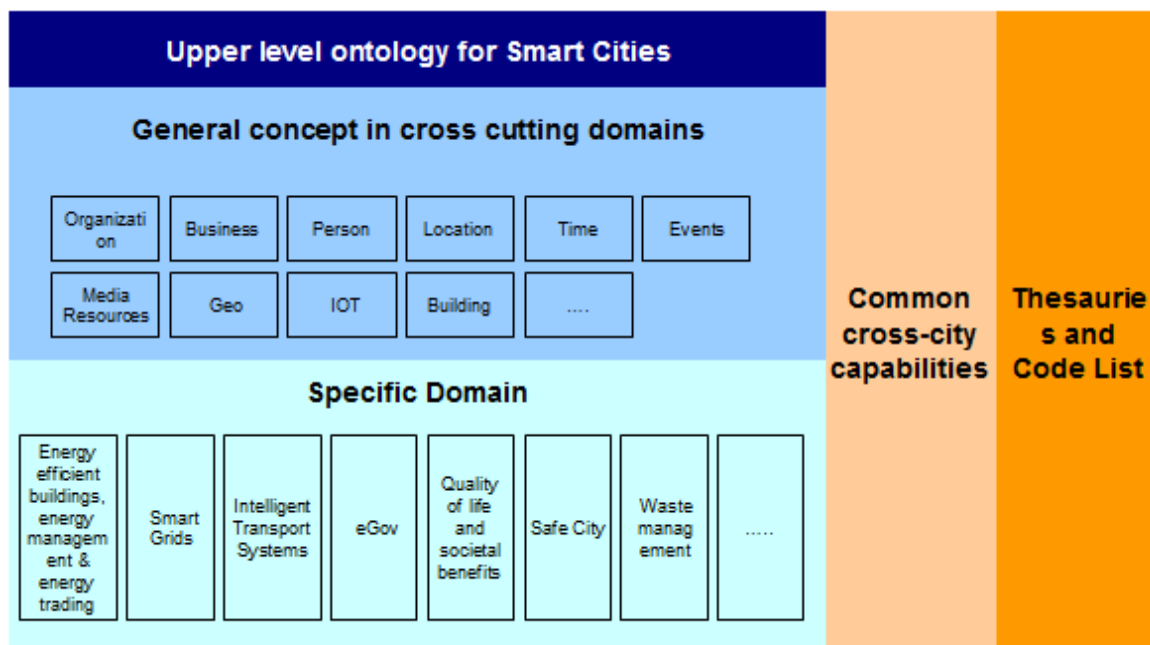 Upper level ontology for Smart Cities
General concept in cross cutting domains
Organizati
on
Business
Person
Location
Time
Events
Media
Resources
Geo
IOT
Building
....
Specific Domain
Energy
efficient
buildings,
energy
managem
ent &
energy
trading
Smart
Grids
Intelligent
Transport
Systems
eGov
Quality
of life
and
societal
benefits
Safe City
Waste
manag
ement
.....
Common
cross-city
capabilities
Thesaurie
s and
Code List